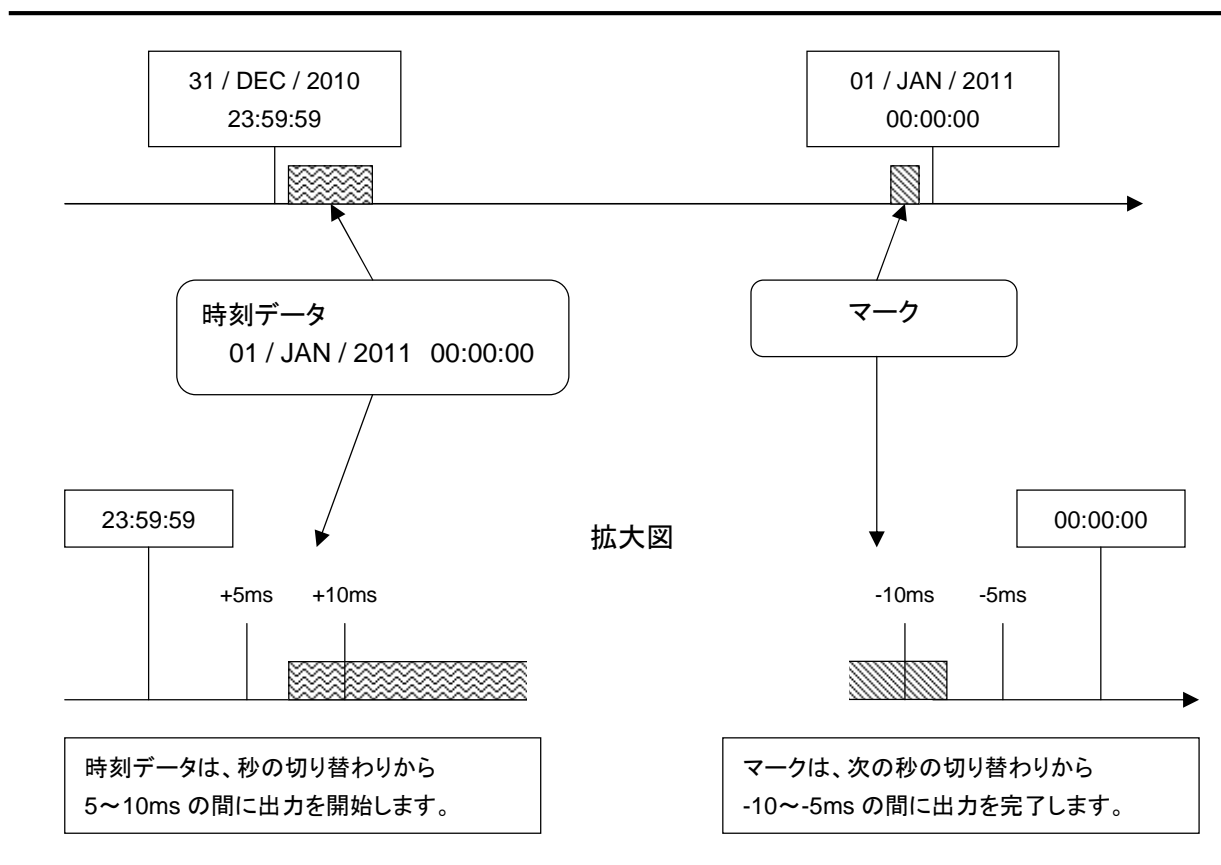 31 / DEC / 2010
23:59:59
01 / JAN / 2011
00:00:00
時刻データ
01 / JAN / 2011 00:00:00
マーク
23:59:59
拡大図
00:00:00
+5ms
+10ms
-10ms
-5ms
時刻データは、秒の切り替わりから
5～10ms の間に出力を開始します。
マークは、次の秒の切り替わりから
-10～-5ms の間に出力を完了します。